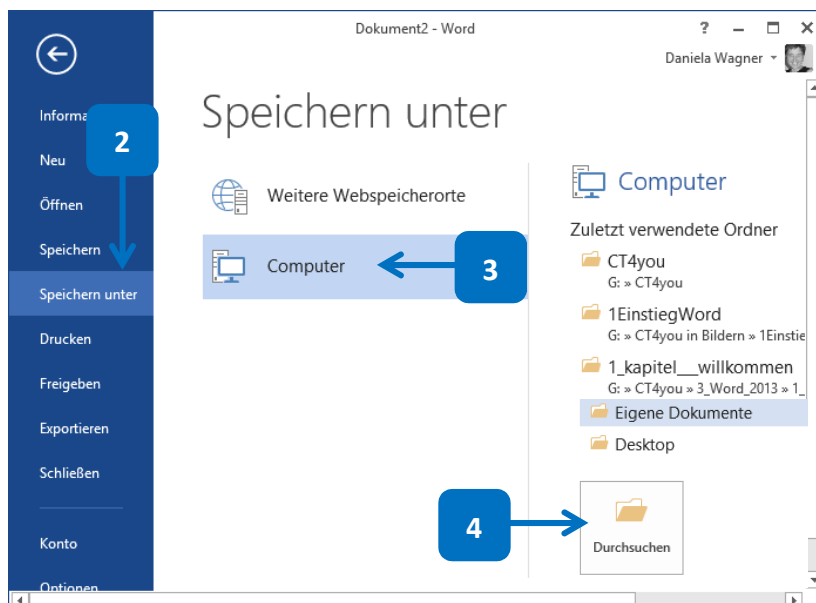 Dokument2 - Word
?
Daniela Wagner
Informa
Neu
Öffnen
Speichern
Speichern unter
Drucken
Freigeben
Exportieren
Schließen
Konto
Optionen
2
Speichern unter
Weitere Webspeicherorte
Computer
3
Computer
Zuletzt verwendete Ordner
CT4you
G: » CT4you
1EinstiegWord
G: » CT4you in Bildern » 1Einstie
1_kapitel__willkommen
G: » CT4you » 3_Word_2013 » 1_
Eigene Dokumente
Desktop
4
Durchsuchen